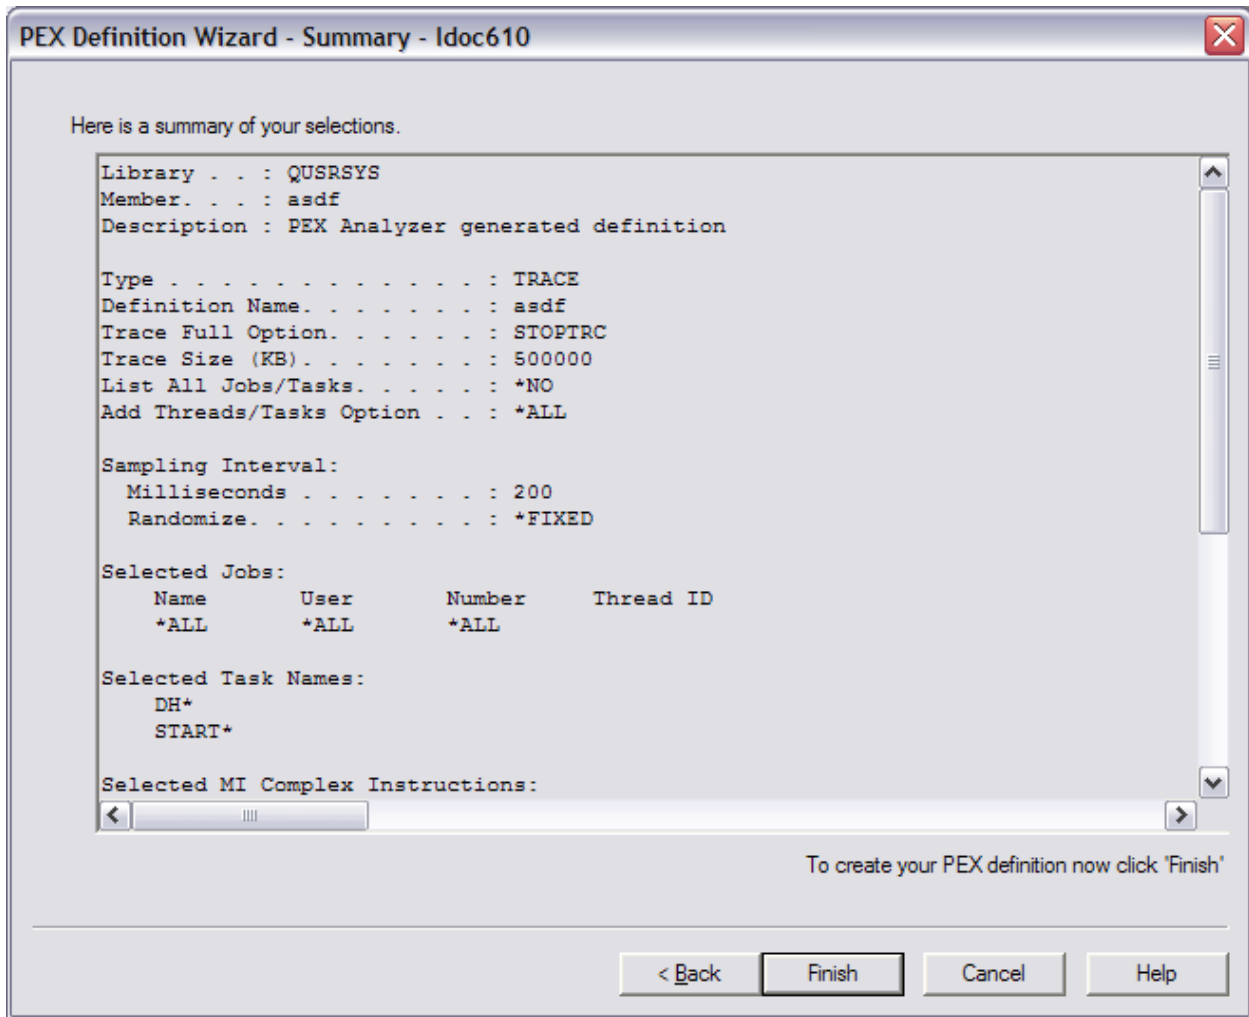 PEX Definition Wizard - Summary - Idoc610
Here is a summary of your selections.
Library . . : QUSRSYS
Member. . . : asdf
Description : PEX Analyzer generated definition
Type . . . . . . . . . . . . : TRACE
Definition Name. . . . . . . : asdf
Trace Full Option. . . . . . : STOPTRC
Trace Size (KB). . . . . . . : 500000
List All Jobs/Tasks. . . . . : *NO
Add Threads/Tasks Option . . : *ALL
Sampling Interval:
Milliseconds . . . . . . . : 200
Randomize. . . . . . . . . : *FIXED
Selected Jobs:
Name User Number Thread ID
*ALL *ALL *ALL
Selected Task Names:
DH*
START*
Selected MI Complex Instructions:
To create your PEX definition now click 'Finish'
< Back Finish Cancel Help